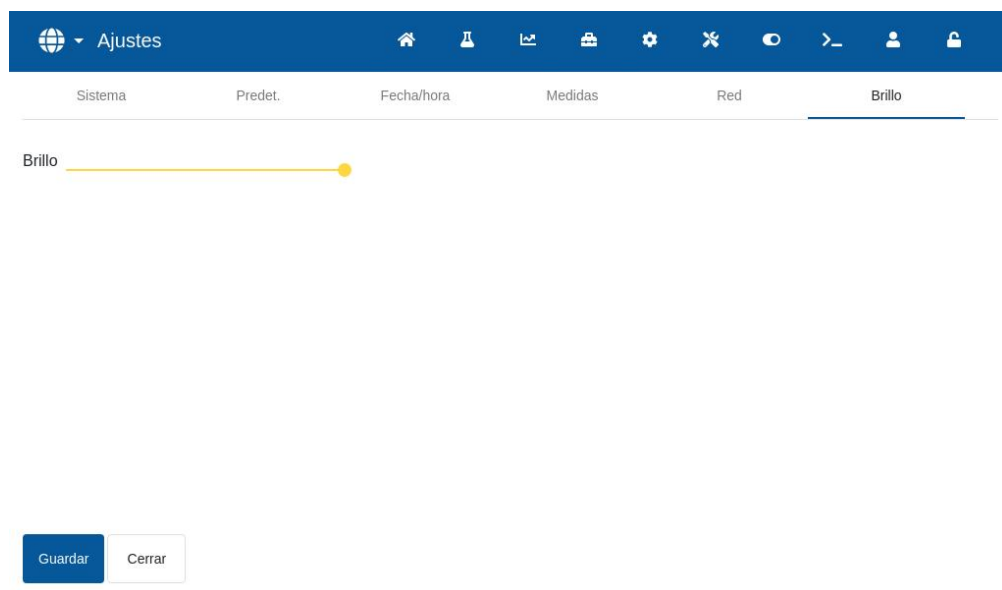 Ajustes
Sistema Predet. Fecha/hora Medidas Red Brillo
Brillo
Guardar Cerrar